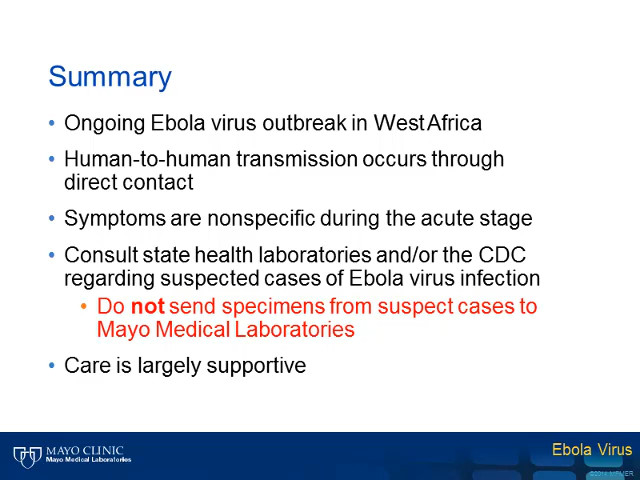 Summary
• Ongoing Ebola virus outbreak in West Africa
• Human-to-human transmission occurs through
direct contact
• Symptoms are nonspecific during the acute stage
• Consult state health laboratories and/or the CDC
regarding suspected cases of Ebola virus infection
• Do not send specimens from suspect cases to
Mayo Medical Laboratories
• Care is largely supportive
MAYO CLINIC
Mayo Medical Laboratories
Ebola Virus